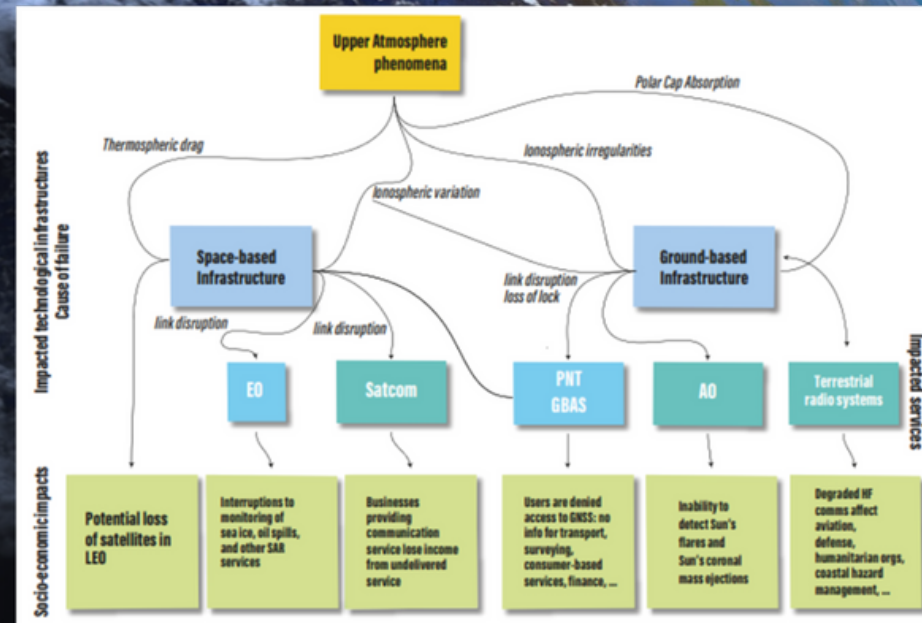 Upper Atmosphere
phenomena
Polar Cap Absorption
Thermospheric drag
Ionospheric irregularities
Ionospheric variation
Impacted technological infrastructures
Cause of failure
Space-based
Infrastructure
Ground-based
Infrastructure
link disruption
loss of lock
link disruption
link disruption
Impacted services
EO
Satcom
PNT
GBAS
AO
Terrestrial
radio systems
Socio-economic impacts
Potential loss
of satellites in
LEO
Interruptions to
monitoring of
sea ice, oil spills,
and other SAR
services
Businesses
providing
communication
service lose income
from undelivered
service
Users are denied
access to GNSS: no
info for transport,
surveying,
consumer-based
services, finance, ...
Inability to
detect Sun's
flares and
Sun's coronal
mass ejections
Degraded HF
comms affect
aviation,
defense,
humanitarian orgs,
coastal hazard
management, ...